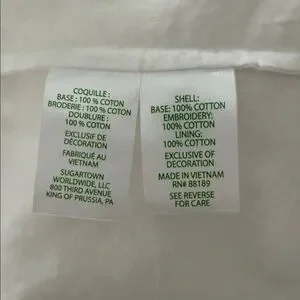 COQUILLE :
BASE : 100 % COTON
BRODERIE : 100 % COTON
DOUBLURE :
100 % COTON
EXCLUSIF DE
DÉCORATION
FABRIQUÉ AU
VIETNAM
SUGARTOWN
WORLDWIDE, LLC
800 THIRD AVENUE
KING OF PRUSSIA, PA
SHELL:
BASE: 100% COTTON
EMBROIDERY:
100% COTTON
LINING:
100% COTTON
EXCLUSIVE OF
DECORATION
MADE IN VIETNAM
RN# 88189
SEE REVERSE
FOR CARE